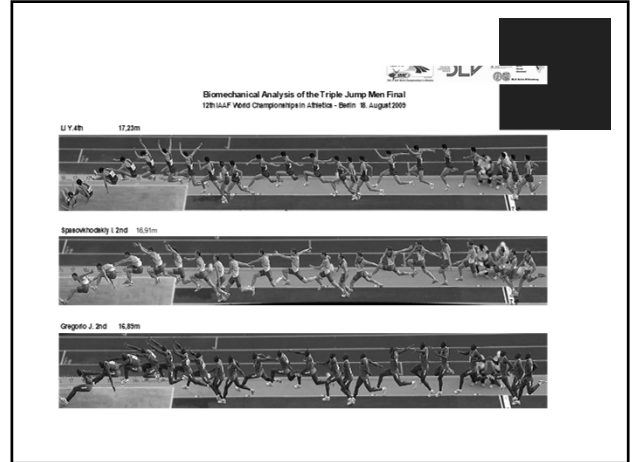 Biomechanical Analysis of the Triple Jump Men Final
12th IAAF World Championships in Athletics - Berlin 18. August 2009
Li Y.4th 17,23m
Spasovkhodskiy I. 2nd 16,91m
Gregorio J. 2nd 16,89m